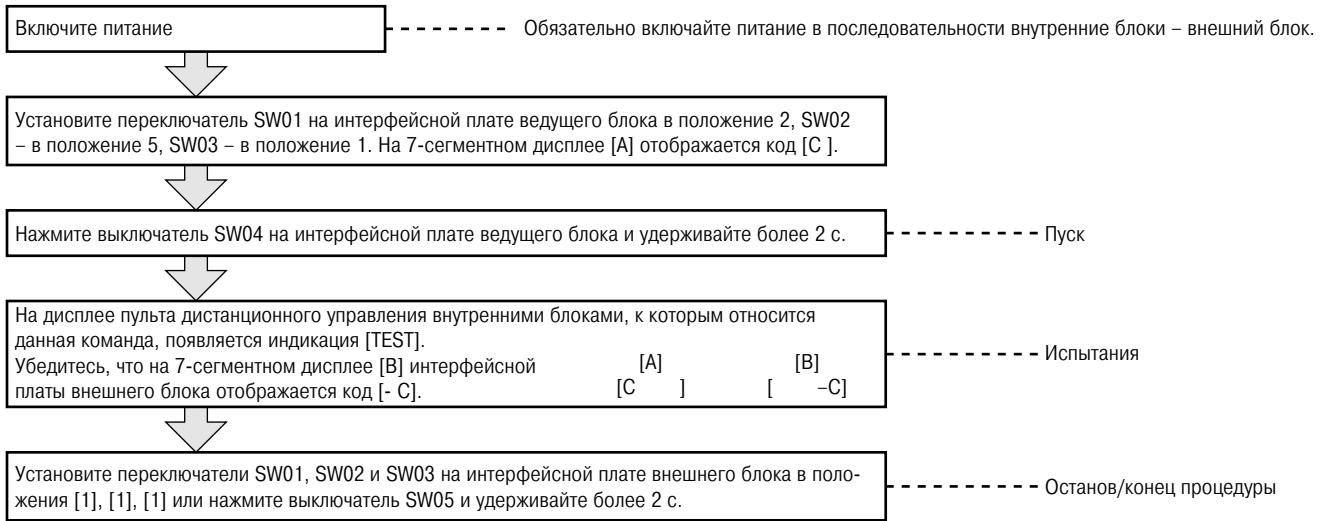 Включите питание
Обязательно включайте питание в последовательности внутренние блоки – внешний блок.
Установите переключатель SW01 на интерфейсной плате ведущего блока в положение 2, SW02
– в положение 5, SW03 – в положение 1. На 7-сегментном дисплее [A] отображается код [C ].
Нажмите выключатель SW04 на интерфейсной плате ведущего блока и удерживайте более 2 с.
Пуск
На дисплее пульта дистанционного управления внутренними блоками, к которым относится
данная команда, появляется индикация [TEST].
Убедитесь, что на 7-сегментном дисплее [B] интерфейсной [A] [B]
платы внешнего блока отображается код [- C]. [C ] [ –C]
Испытания
Установите переключатели SW01, SW02 и SW03 на интерфейсной плате внешнего блока в поло-
жения [1], [1], [1] или нажмите выключатель SW05 и удерживайте более 2 с.
Останов/конец процедуры